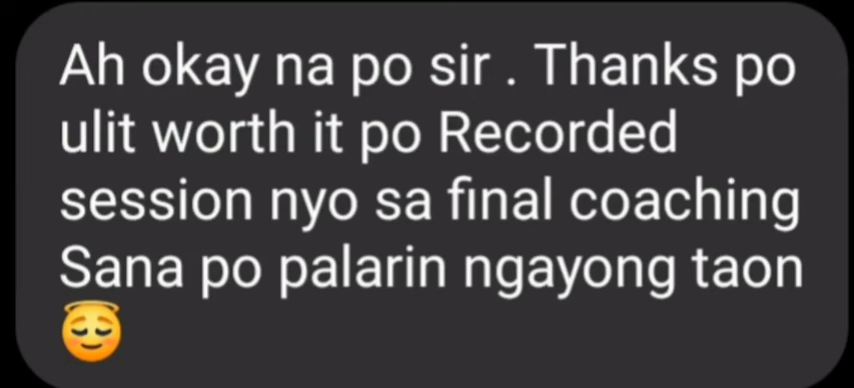 Ah okay na po sir . Thanks po
ulit worth it po Recorded
session nyo sa final coaching
Sana po palarin ngayong taon
😇